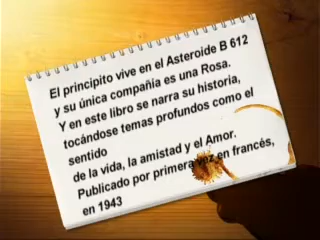 El principito vive en el Asteroide B 612
y su única compañia es una Rosa.
Y en este libro se narra su historia,
tocándose temas profundos como el
sentido
de la vida, la amistad y el Amor.
Publicado por primera vez en francés,
en 1943